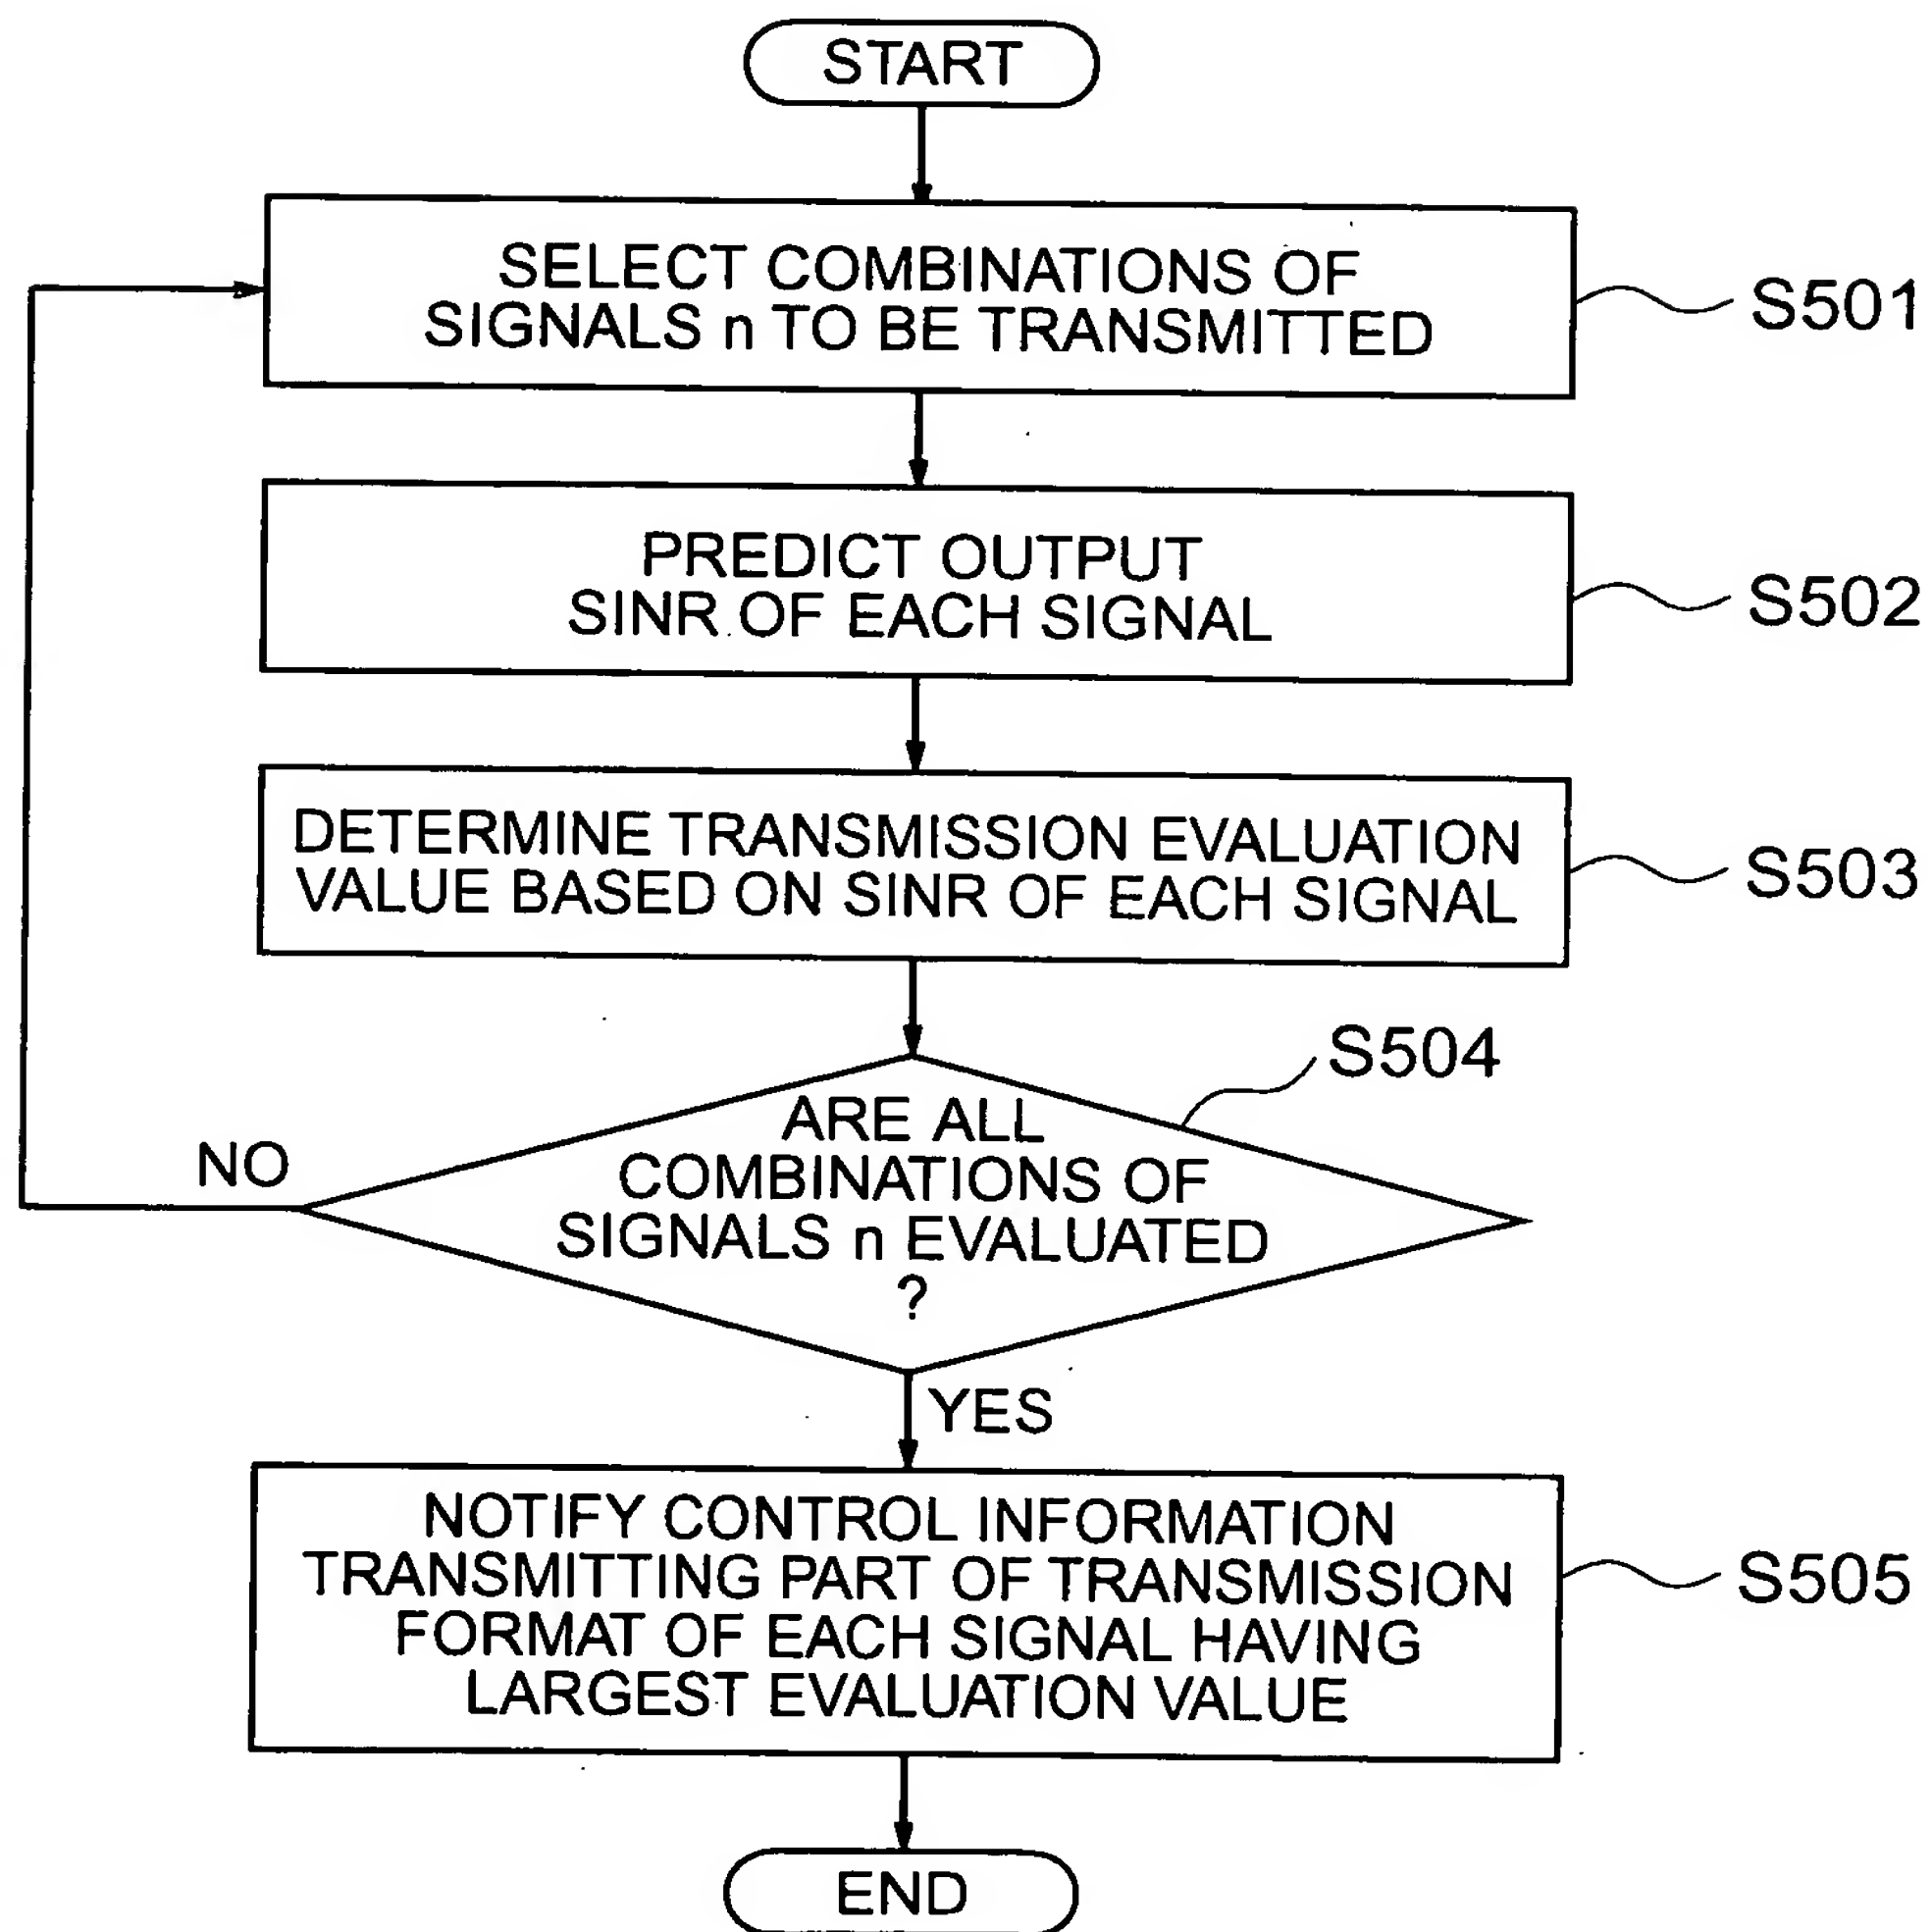 START
SELECT COMBINATIONS OF
SIGNALS n TO BE TRANSMITTED
S501
PREDICT OUTPUT
SINR OF EACH SIGNAL
S502
DETERMINE TRANSMISSION EVALUATION
VALUE BASED ON SINR OF EACH SIGNAL
S503
S504
ARE ALL
COMBINATIONS OF
SIGNALS n EVALUATED
?
NO
YES
NOTIFY CONTROL INFORMATION
TRANSMITTING PART OF TRANSMISSION
FORMAT OF EACH SIGNAL HAVING
LARGEST EVALUATION VALUE
S505
END